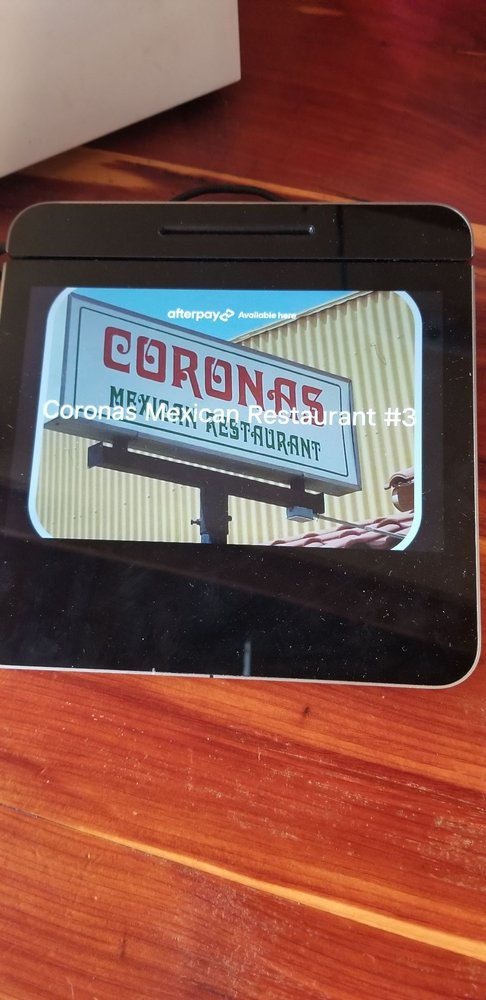 afterpay Available here
CORONAS
MEXICAN RESTAURANT
Coronas Mexican Restaurant #3